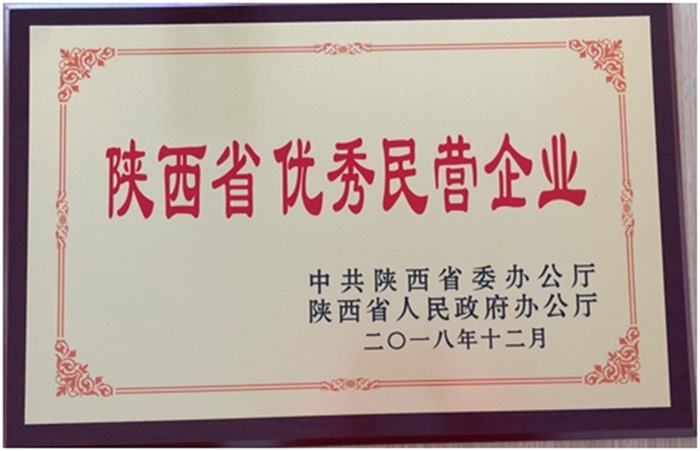 陕西省优秀民营企业
中共陕西省委办公厅
陕西省人民政府办公厅
二〇一八年十二月